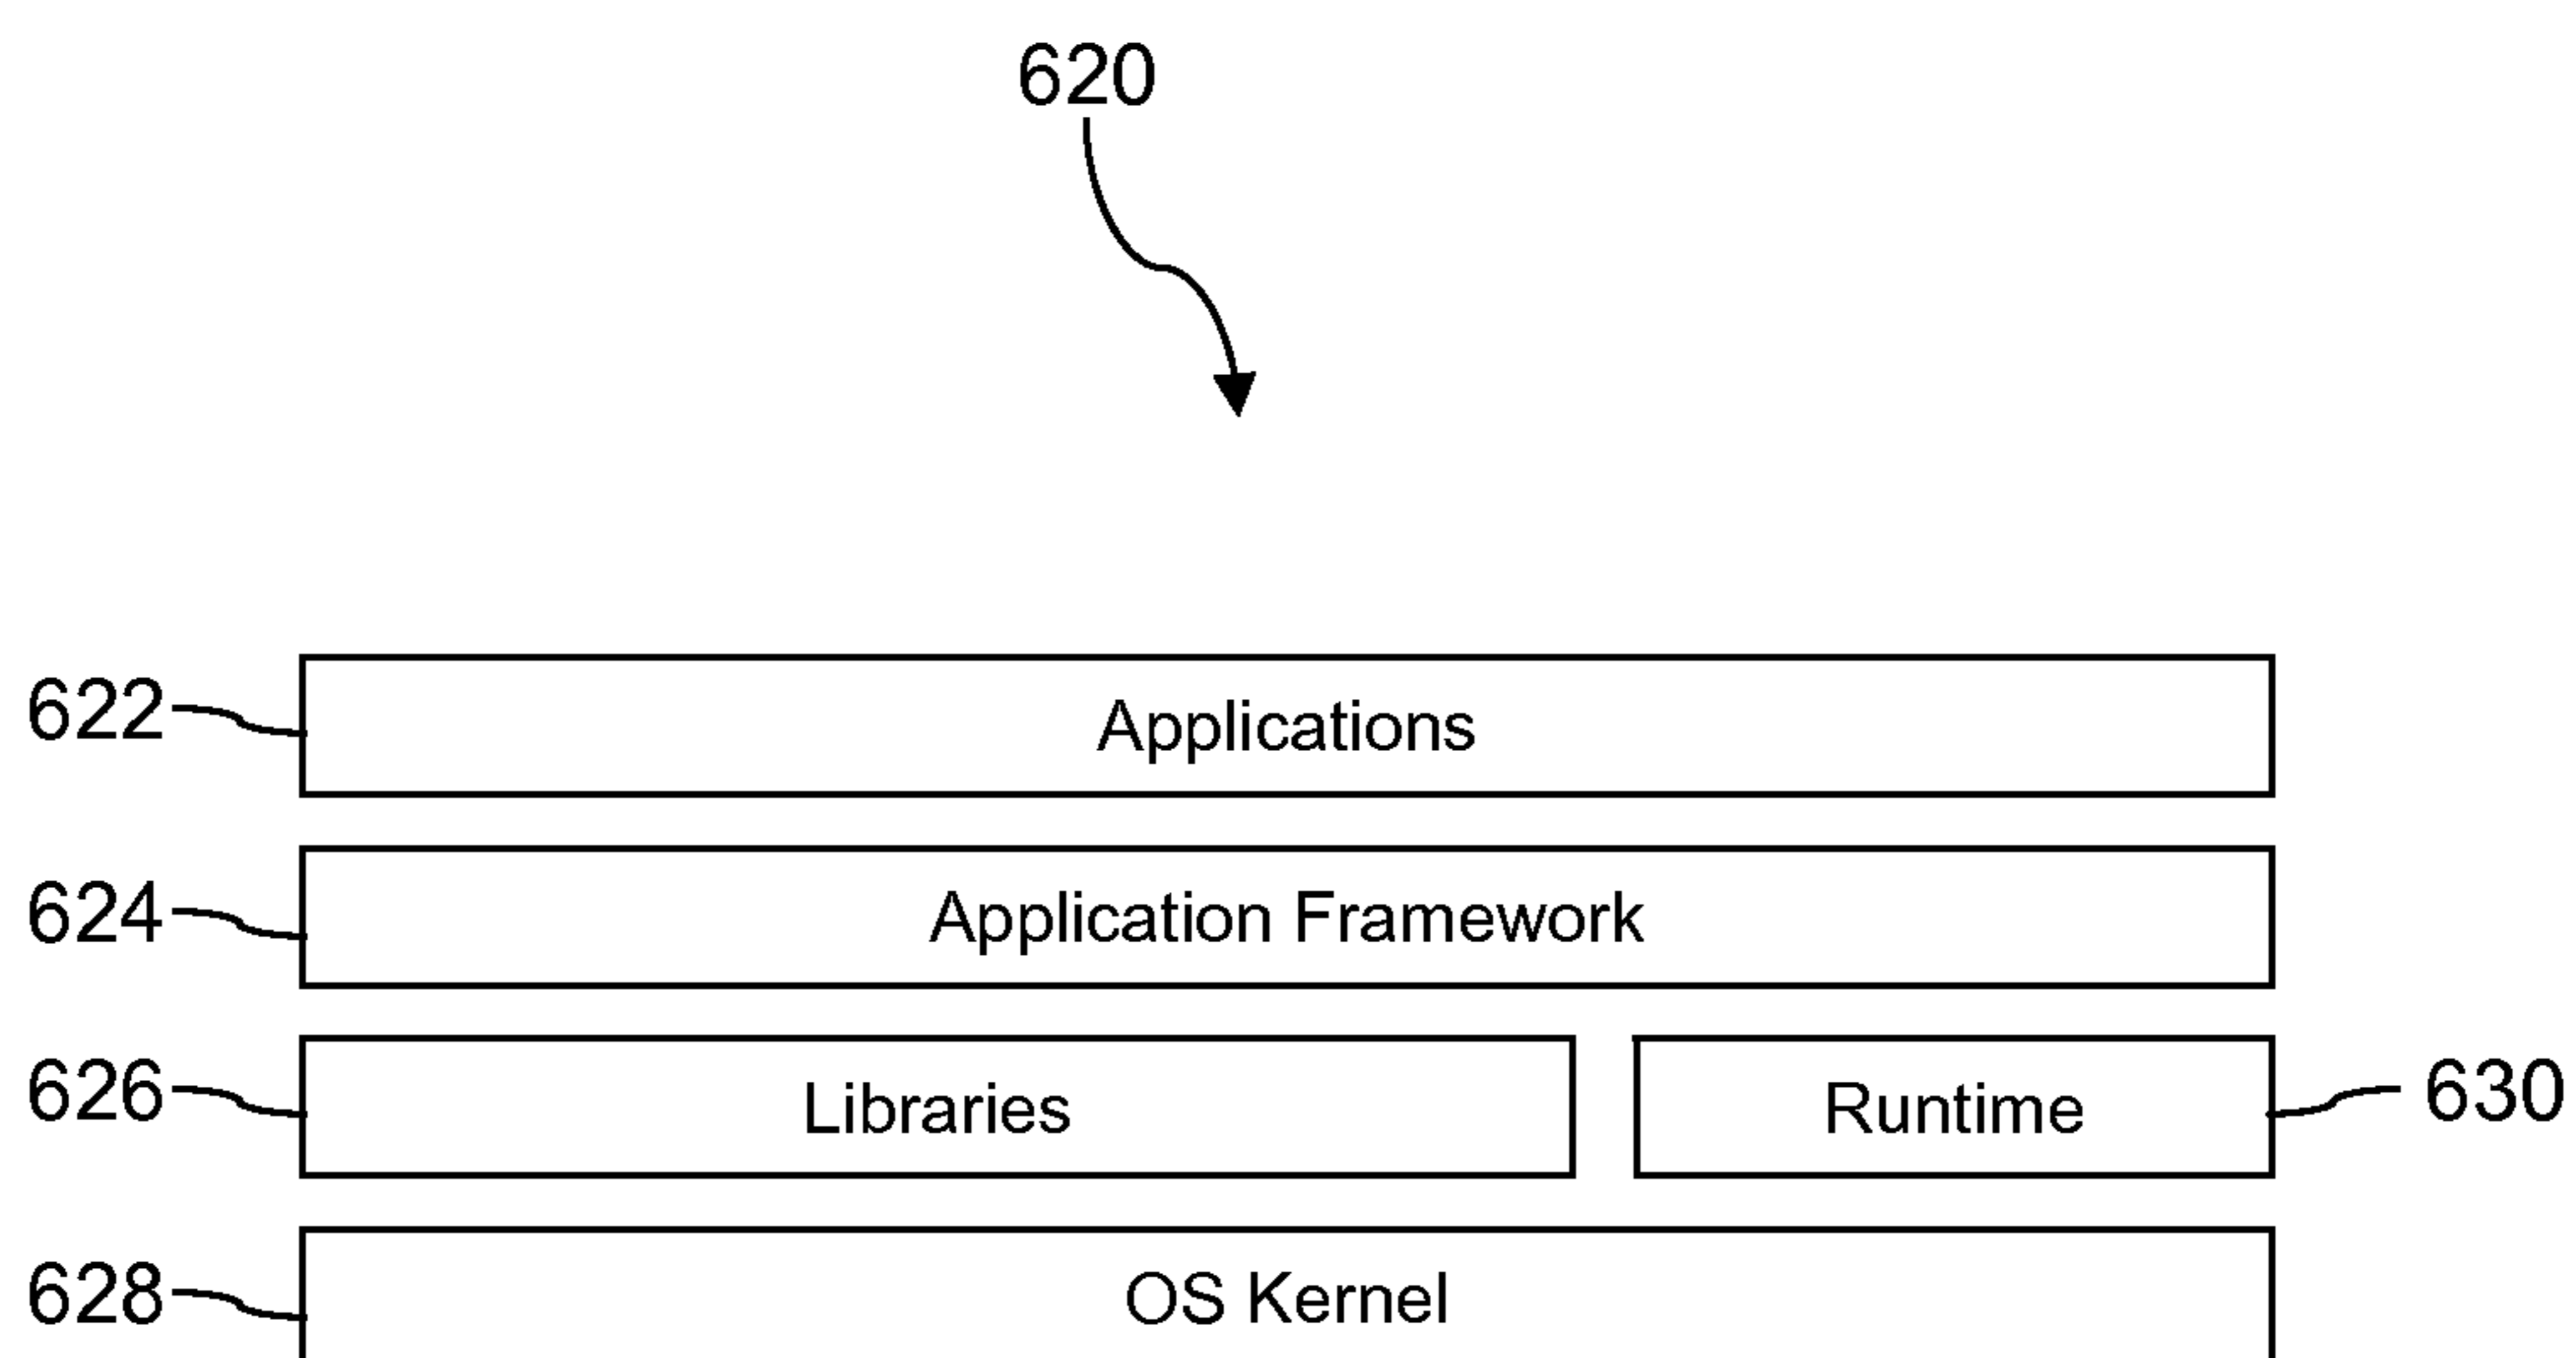 620
622 Applications
624 Application Framework
626 Libraries Runtime 630
628 OS Kernel